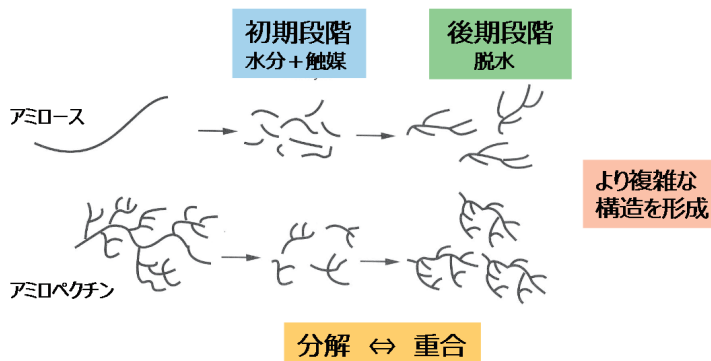 初期段階
水分＋触媒
後期段階
脱水
アミロース
より複雑な
構造を形成
アミロペクチン
分解 ⇔ 重合